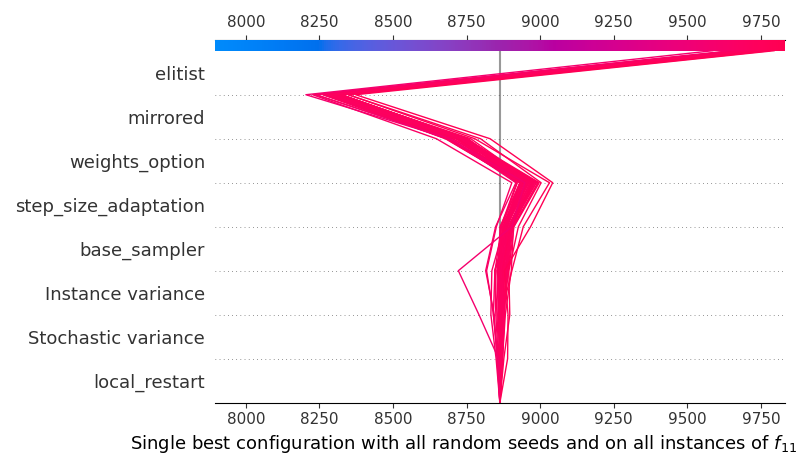 8000 8250 8500 8750 9000 9250 9500 9750
elitist
mirrored
weights_option
step_size_adaptation
base_sampler
Instance variance
Stochastic variance
local_restart
8000 8250 8500 8750 9000 9250 9500 9750
Single best configuration with all random seeds and on all instances of f₁₁